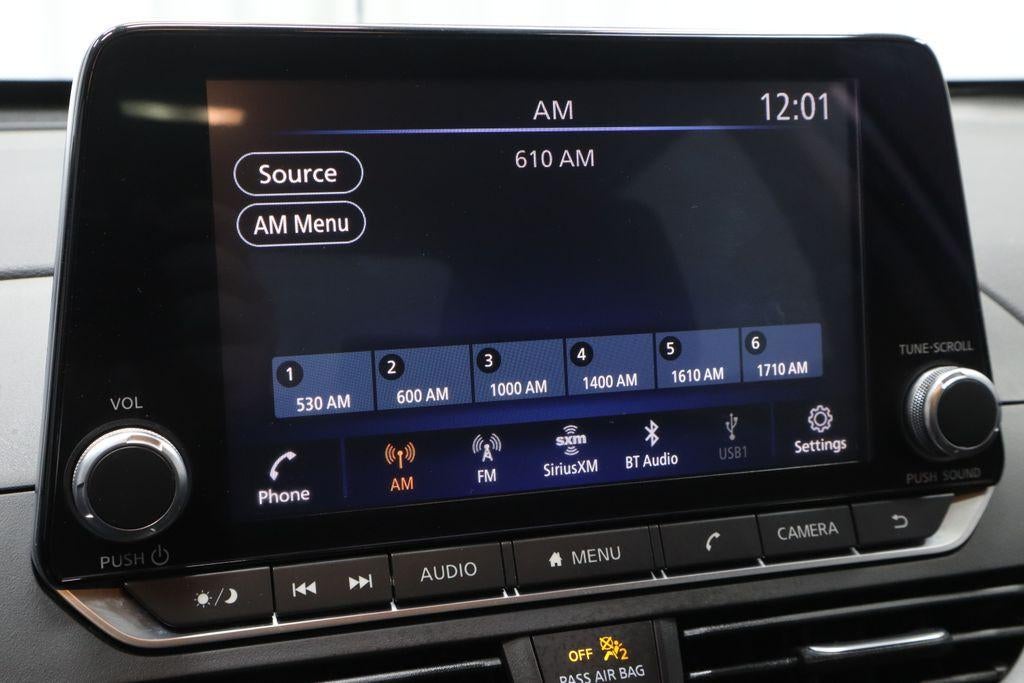 AM
12:01
610 AM
Source
AM Menu
1
530 AM
2
600 AM
3
1000 AM
4
1400 AM
5
1610 AM
6
1710 AM
Phone
AM
FM
sxm
SiriusXM
BT Audio
USB1
Settings
VOL
PUSH
TUNE·SCROLL
PUSH SOUND
AUDIO
MENU
CAMERA
OFF 2
PASS AIR BAG